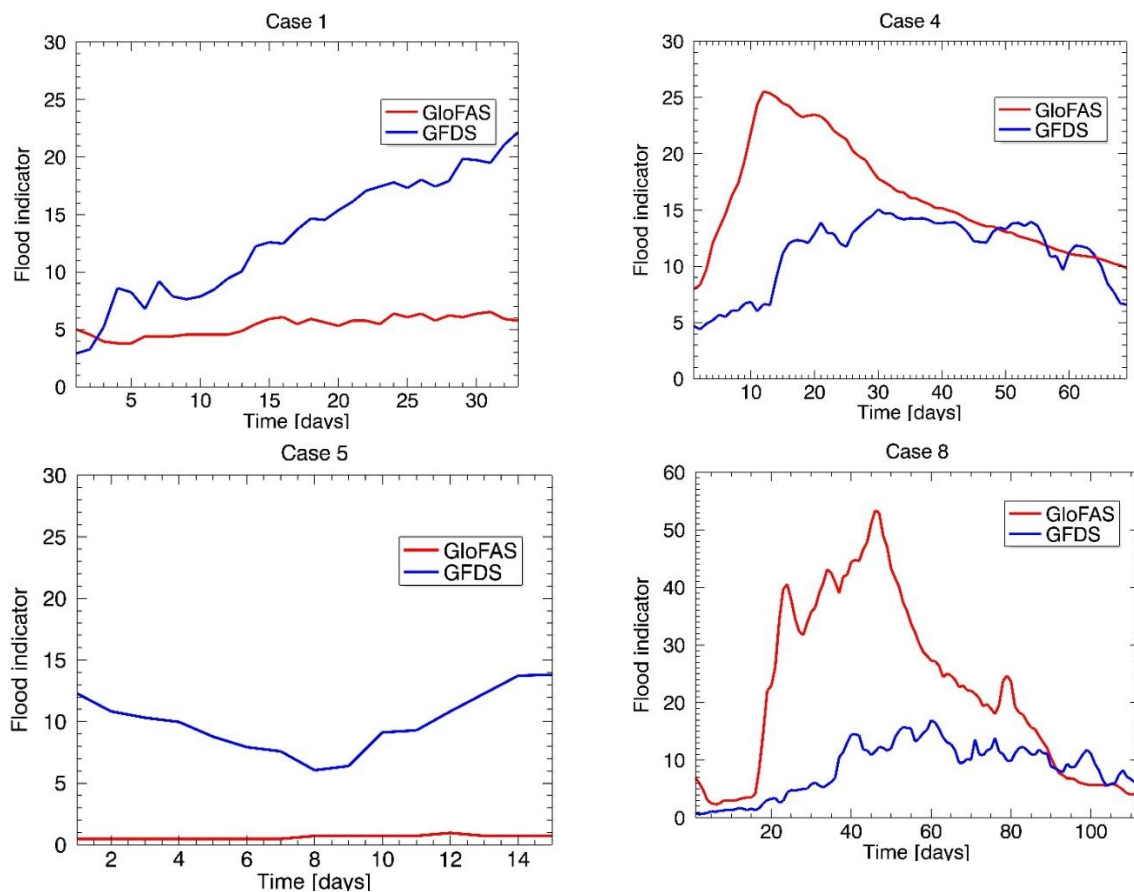 Case 1
30
25
20
15
10
5
0
Flood indicator
GloFAS
GFDS
5 10 15 20 25 30
Time [days]
Case 4
30
25
20
15
10
5
0
Flood indicator
GloFAS
GFDS
10 20 30 40 50 60
Time [days]
Case 5
30
25
20
15
10
5
0
Flood indicator
GloFAS
GFDS
2 4 6 8 10 12 14
Time [days]
Case 8
60
50
40
30
20
10
0
Flood indicator
GloFAS
GFDS
20 40 60 80 100
Time [days]